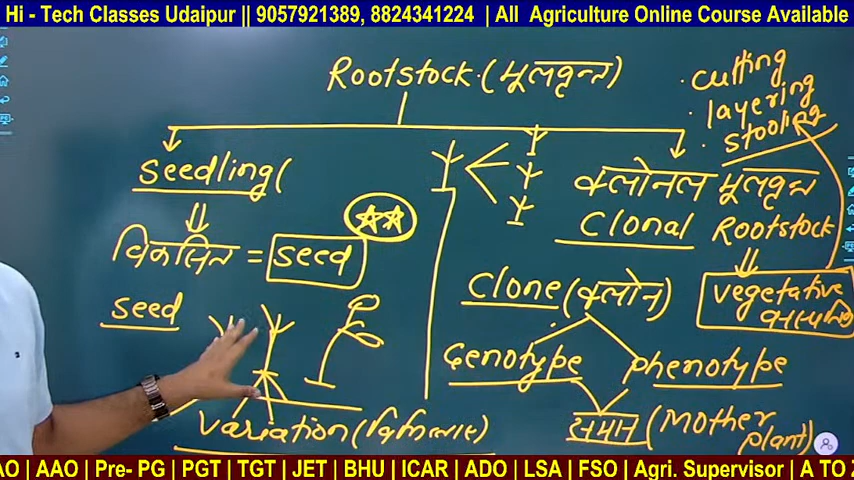 Hi - Tech Classes Udaipur || 9057921389, 8824341224 | All Agriculture Online Course Available
Rootstock (मूलवृन्त)
• cutting
• layering
• stooling
Seedling (
क्लोनल मूलवृन्त
Clonal Rootstock
विकसित = seed
vegetative
seed
Clone (क्लोन)
Genotype
phenotype
variation (
समान (Mother plant)
AO | AAO | Pre- PG | PGT | TGT | JET | BHU | ICAR | ADO | LSA | FSO | Agri. Supervisor | A TO Z